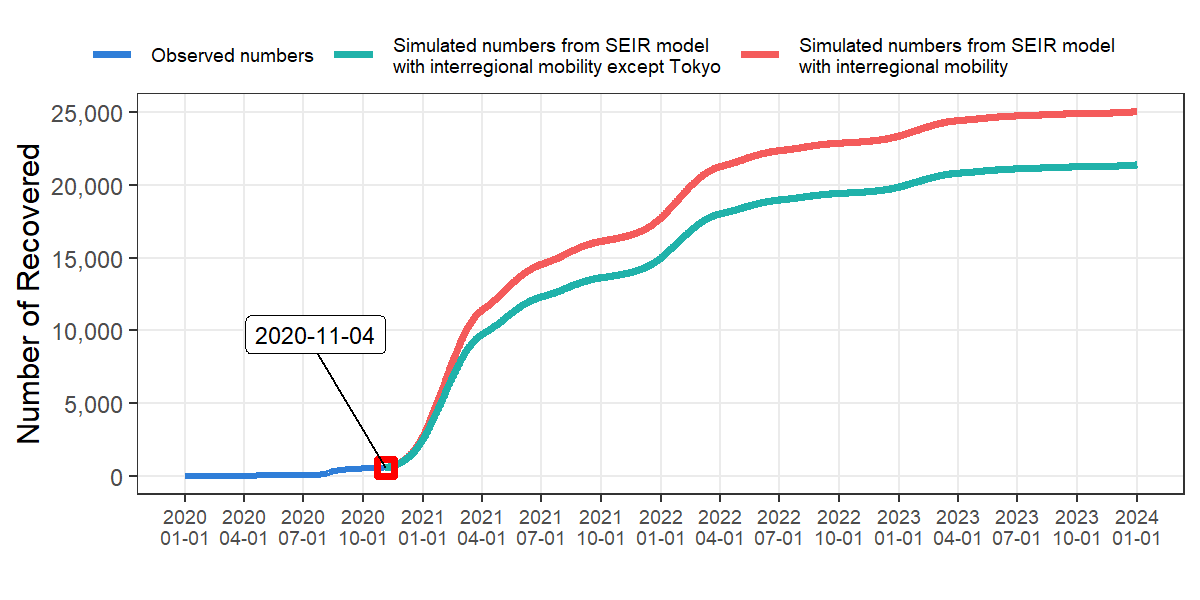 Observed numbers
Simulated numbers from SEIR model
with interregional mobility except Tokyo
Simulated numbers from SEIR model
with interregional mobility
Number of Recovered
25,000
20,000
15,000
10,000
5,000
0
2020-11-04
2020 2020 2020 2020 2021 2021 2021 2021 2022 2022 2022 2022 2023 2023 2023 2023 2024
01-01 04-01 07-01 10-01 01-01 04-01 07-01 10-01 01-01 04-01 07-01 10-01 01-01 04-01 07-01 10-01 01-01